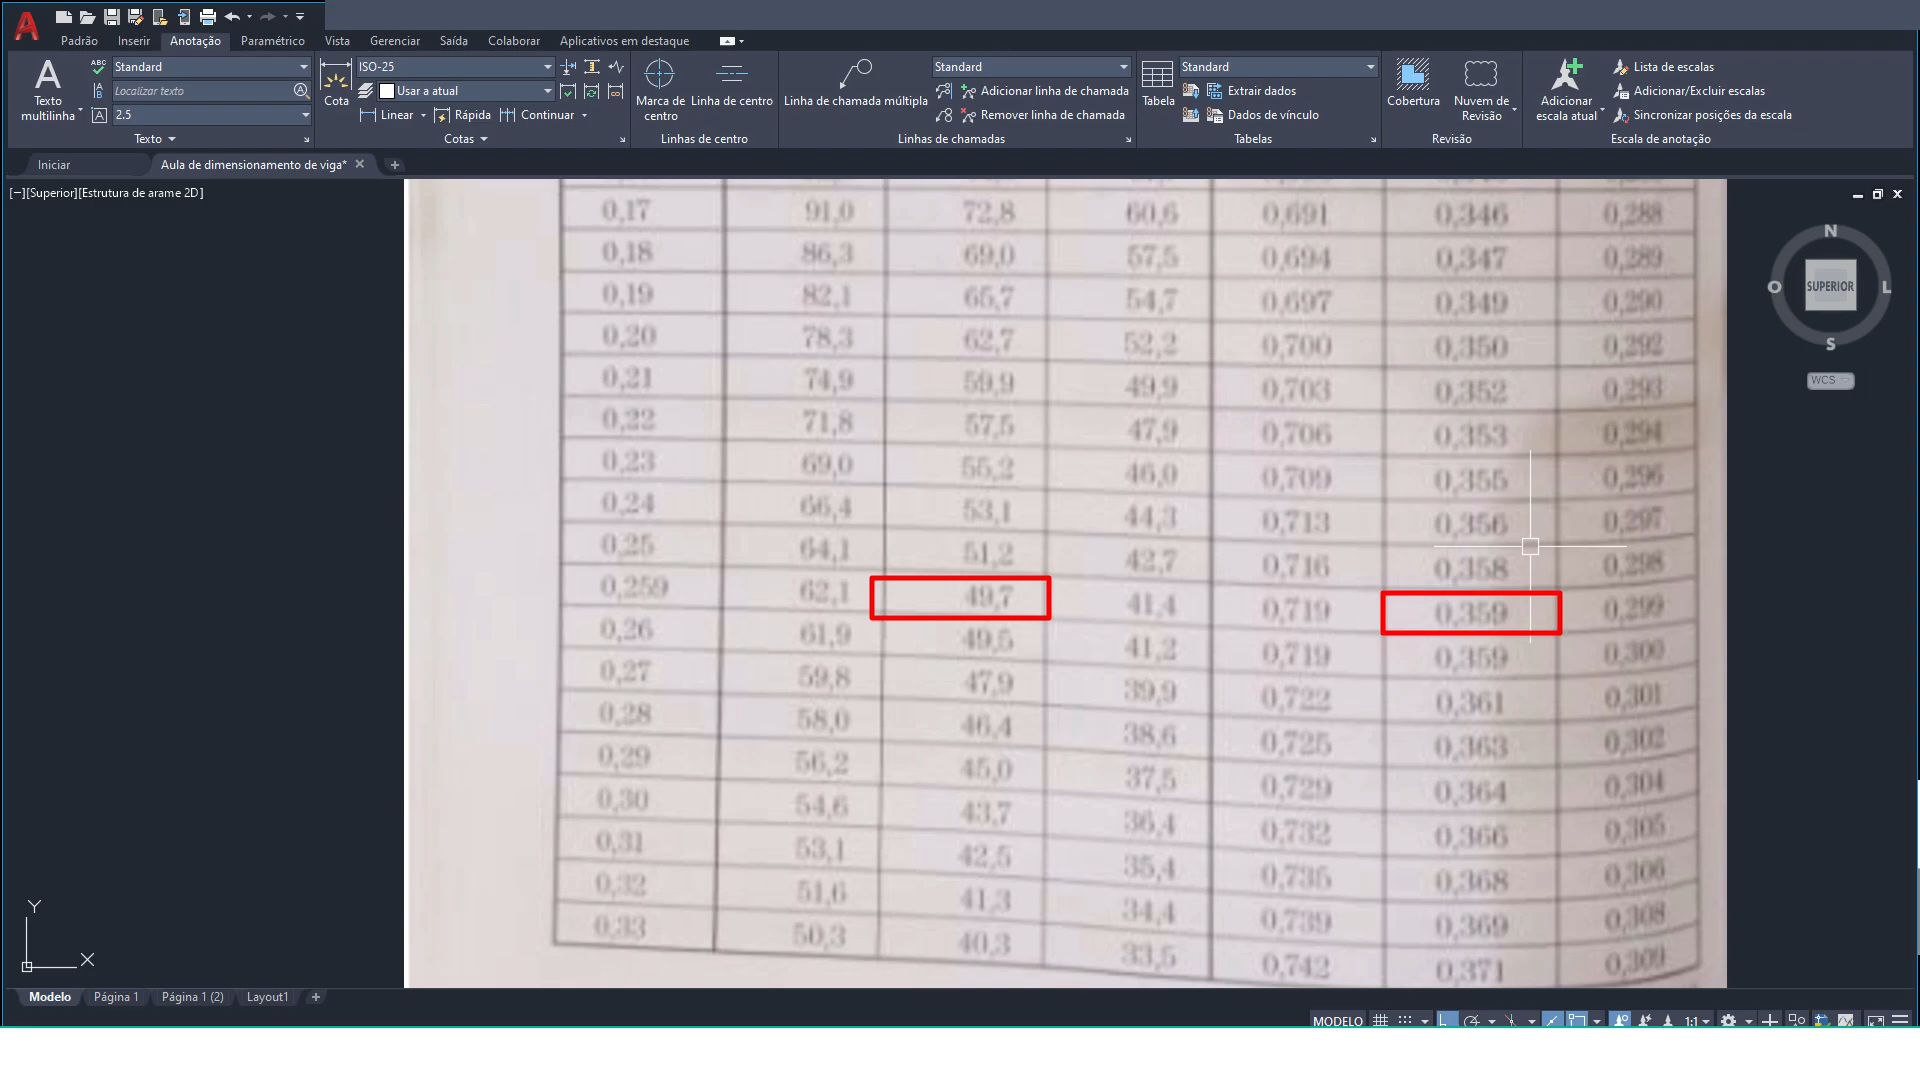 Padrão Inserir Anotação Paramétrico Vista Gerenciar Saída Colaborar Aplicativos em destaque
A
Texto
multilinha
ABC
Standard
Localizar texto
2.5
Texto
Cota
ISO-25
Usar a atual
Linear Rápida Continuar
Cotas
Marca de
centro
Linha de centro
Linhas de centro
Linha de chamada múltipla
Standard
Adicionar linha de chamada
Remover linha de chamada
Linhas de chamadas
Tabela
Standard
Extrair dados
Dados de vínculo
Tabelas
Cobertura
Nuvem de
Revisão
Revisão
Adicionar
escala atual
Lista de escalas
Adicionar/Excluir escalas
Sincronizar posições da escala
Escala de anotação
Iniciar Aula de dimensionamento de viga*
[−][Superior][Estrutura de arame 2D]
0,17 91,0 72,8 60,6 0,691 0,346 0,288
0,18 86,3 69,0 57,5 0,694 0,347 0,289
0,19 82,1 65,7 54,7 0,697 0,349 0,290
0,20 78,3 62,7 52,2 0,700 0,350 0,292
0,21 74,9 59,9 49,9 0,703 0,352 0,293
0,22 71,8 57,5 47,9 0,706 0,353 0,294
0,23 69,0 55,2 46,0 0,709 0,355 0,296
0,24 66,4 53,1 44,3 0,713 0,356 0,297
0,25 64,1 51,2 42,7 0,716 0,358 0,298
0,259 62,1 49,7 41,4 0,719 0,359 0,299
0,26 61,9 49,5 41,2 0,719 0,359 0,300
0,27 59,8 47,9 39,9 0,722 0,361 0,301
0,28 58,0 46,4 38,6 0,725 0,363 0,302
0,29 56,2 45,0 37,5 0,729 0,364 0,304
0,30 54,6 43,7 36,4 0,732 0,366 0,305
0,31 53,1 42,5 35,4 0,735 0,368 0,306
0,32 51,6 41,3 34,4 0,739 0,369 0,308
0,33 50,3 40,3 33,5 0,742 0,371 0,309
N
O SUPERIOR L
S
WCS
Y
X
Modelo Página 1 Página 1 (2) Layout1
MODELO 1:1